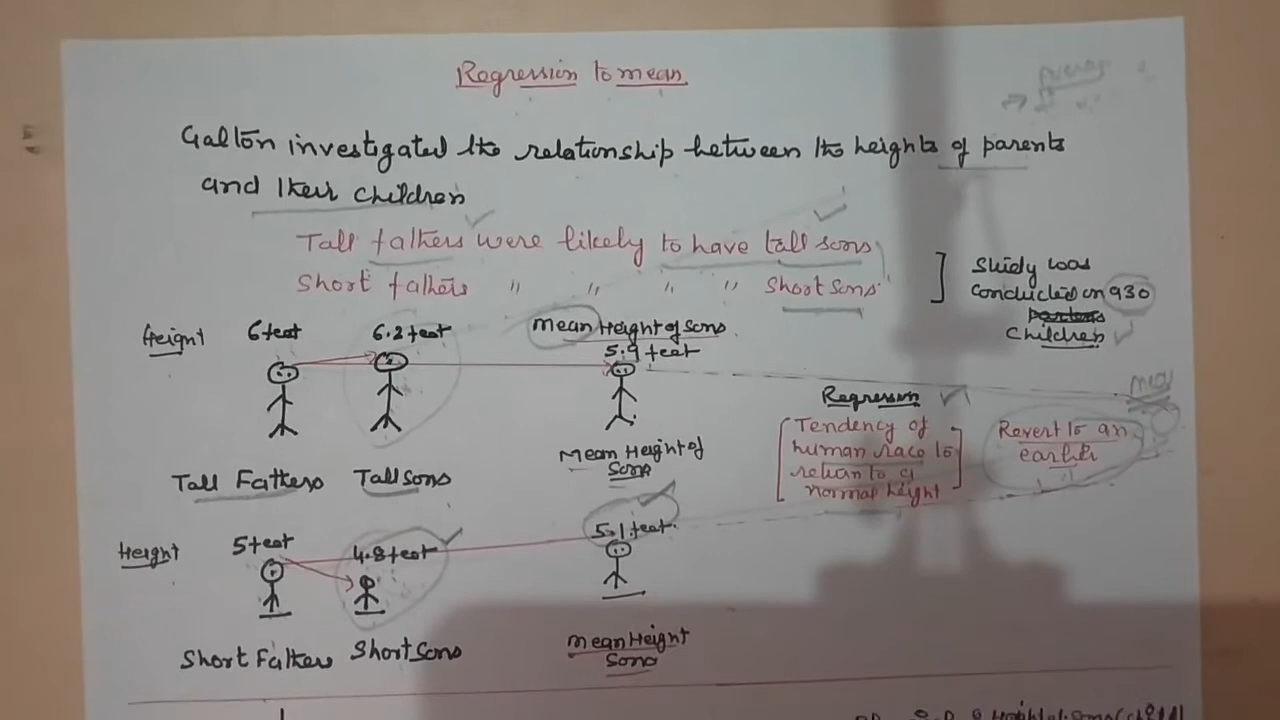 Regression to mean
Galton investigated the relationship between the heights of parents
and their children
Tall fathers were likely to have tall sons
Short fathers " " " " Short sons
Study was
conducted on 930
Children
Height 6 feet 6.2 feet mean Height of Sons
5.9 feet
Regression
Tendency of
human race to
return to a
normal height
Revert to an
earlier
Tall Fathers Tall sons Mean Height of
Sons
Height 5 feet 4.8 feet 5.1 feet
Short Fathers Short Sons mean Height
Sons